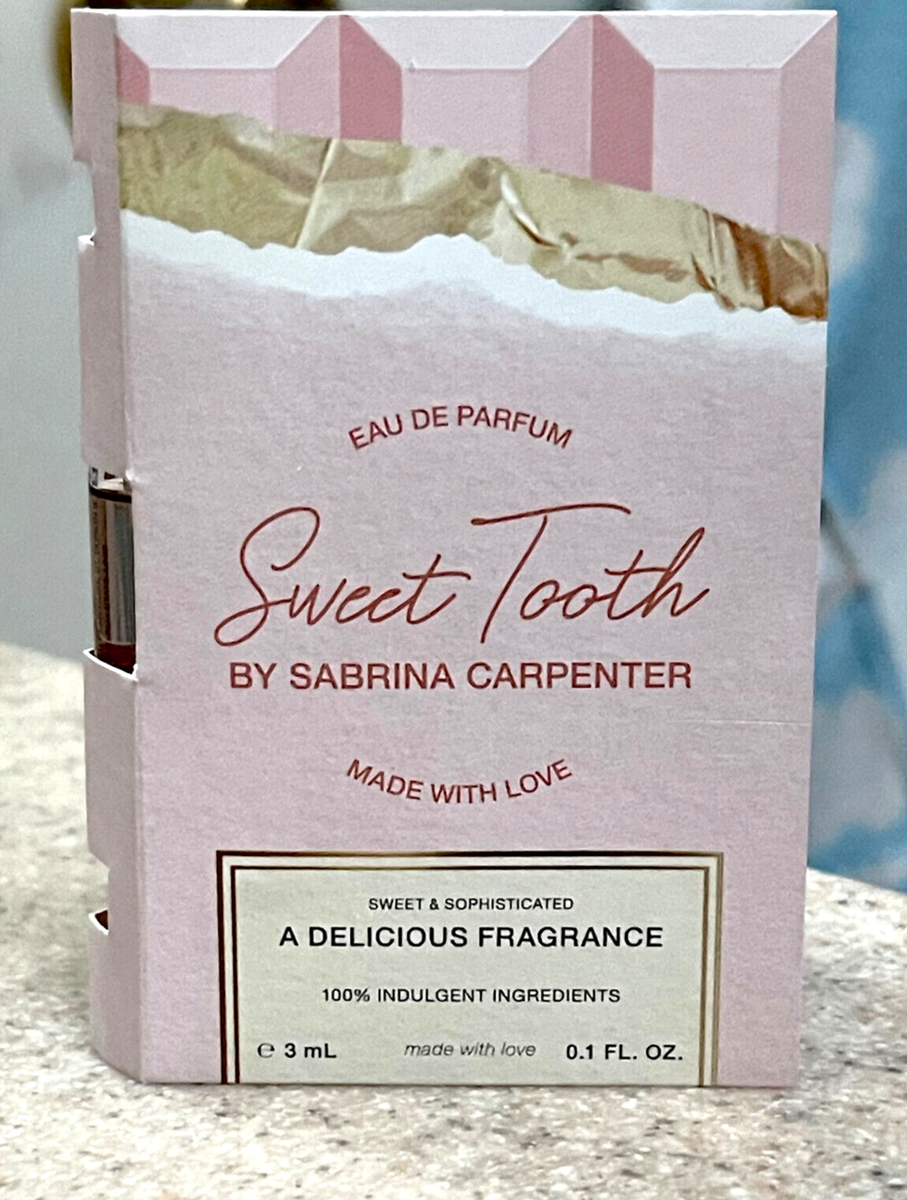 EAU DE PARFUM
Sweet Tooth
BY SABRINA CARPENTER
MADE WITH LOVE
SWEET & SOPHISTICATED
A DELICIOUS FRAGRANCE
100% INDULGENT INGREDIENTS
℮ 3 mL made with love 0.1 FL. OZ.